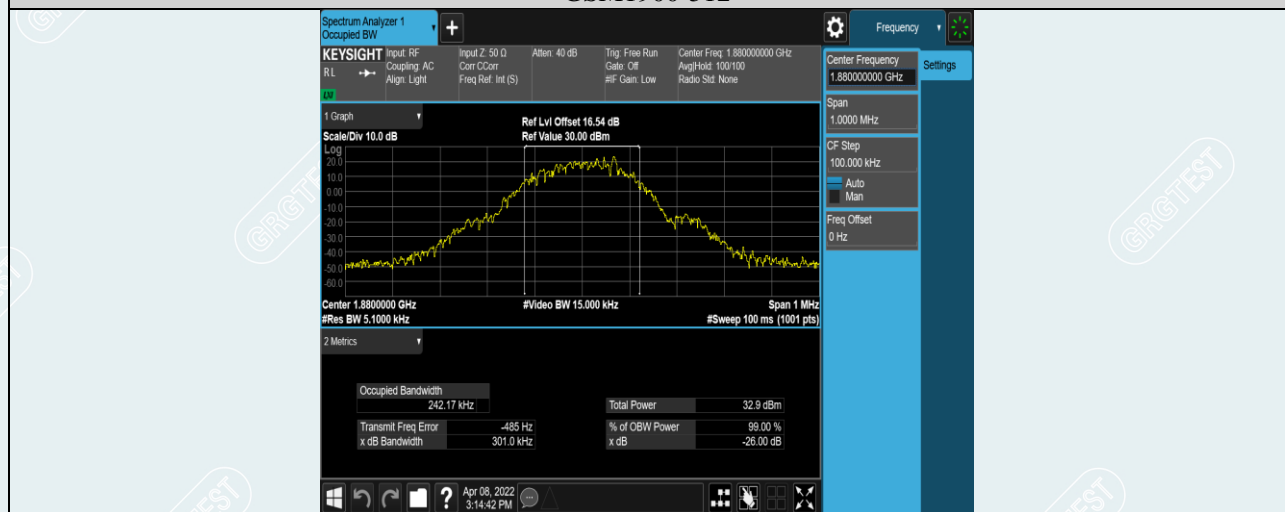 GSM1900 512
Spectrum Analyzer 1
Occupied BW
+
Frequency
KEYSIGHT
Input: RF
Input Z: 50 Ω
Atten: 40 dB
Trig: Free Run
Center Freq: 1.880000000 GHz
RL
Coupling: AC
Corr CCorr
Gate: Off
Avg|Hold: 100/100
Align: Light
Freq Ref: Int (S)
#IF Gain: Low
Radio Std: None
Center Frequency
1.880000000 GHz
Settings
Span
1.0000 MHz
CF Step
100.000 kHz
Auto
Man
Freq Offset
0 Hz
1 Graph
Ref Lvl Offset 16.54 dB
Scale/Div 10.0 dB
Ref Value 30.00 dBm
Log
20.0
10.0
0.00
-10.0
-20.0
-30.0
-40.0
-50.0
-60.0
Center 1.8800000 GHz
#Video BW 15.000 kHz
Span 1 MHz
#Res BW 5.1000 kHz
#Sweep 100 ms (1001 pts)
2 Metrics
Occupied Bandwidth
242.17 kHz
Total Power 32.9 dBm
Transmit Freq Error -485 Hz
% of OBW Power 99.00 %
x dB Bandwidth 301.0 kHz
x dB -26.00 dB
?
Apr 08, 2022
3:14:42 PM
GRGTEST
GRGTEST
GRGTEST
GRGTEST